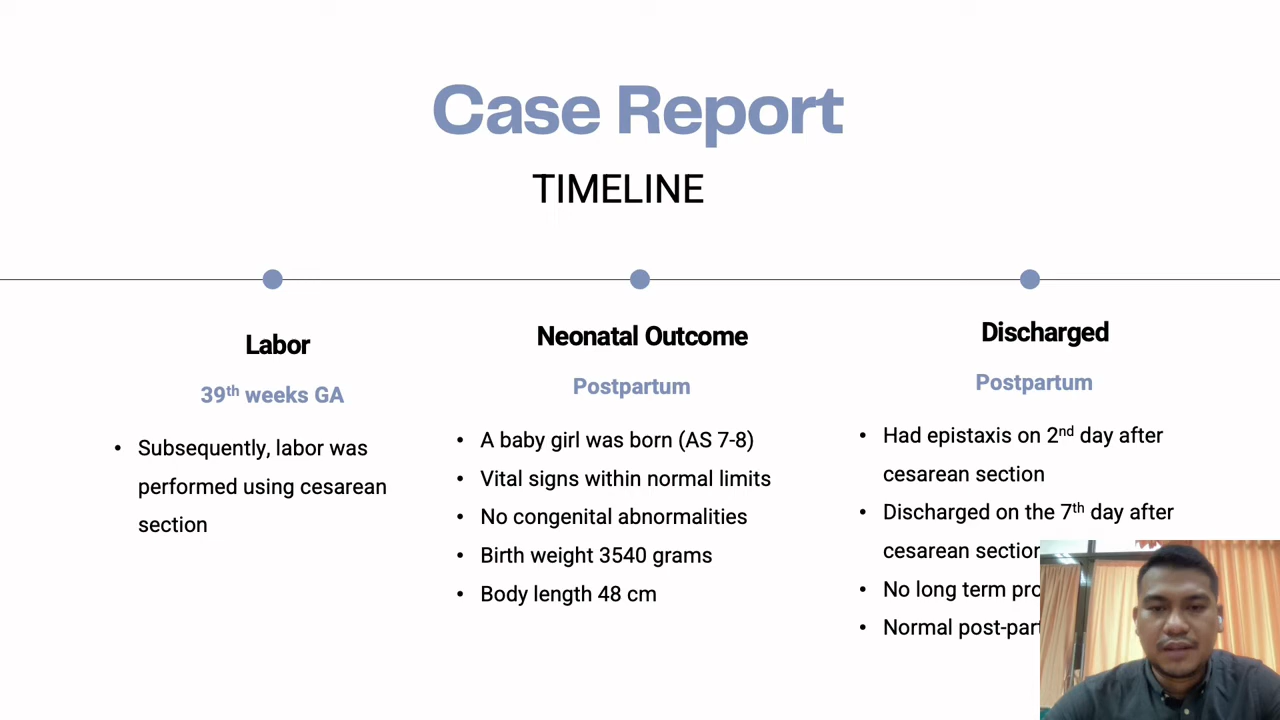 Case Report
TIMELINE
Labor
39th weeks GA
• Subsequently, labor was
performed using cesarean
section
Neonatal Outcome
Postpartum
• A baby girl was born (AS 7-8)
• Vital signs within normal limits
• No congenital abnormalities
• Birth weight 3540 grams
• Body length 48 cm
Discharged
Postpartum
• Had epistaxis on 2nd day after
cesarean section
• Discharged on the 7th day after
cesarean section
• No long term
• Normal